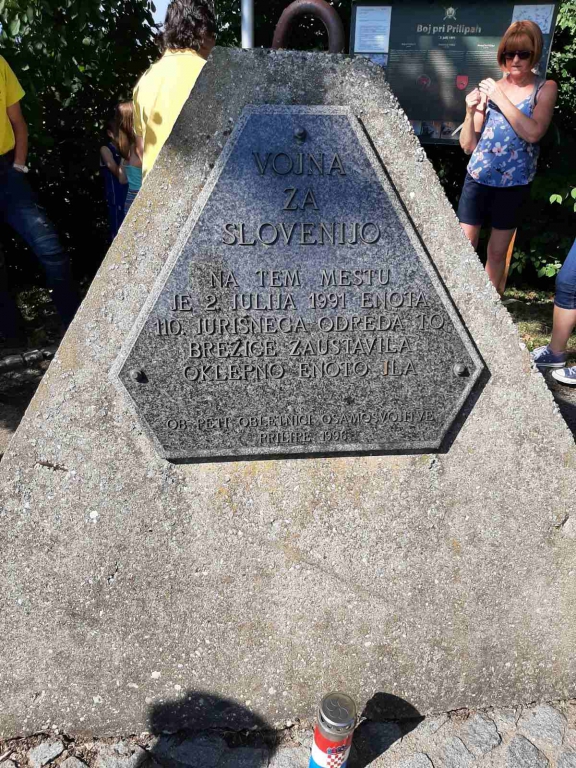 Boj pri Prilipah
VOJNA
ZA
SLOVENIJO
NA TEM MESTU
JE 2. JULIJA 1991 ENOTA
110. JURIŠNEGA ODREDA TO
BREŽICE ZAUSTAVILA
OKLEPNO ENOTO JLA
OB PETI OBLETNICI OSAMOSVOJITVE
PRILIPE 1996